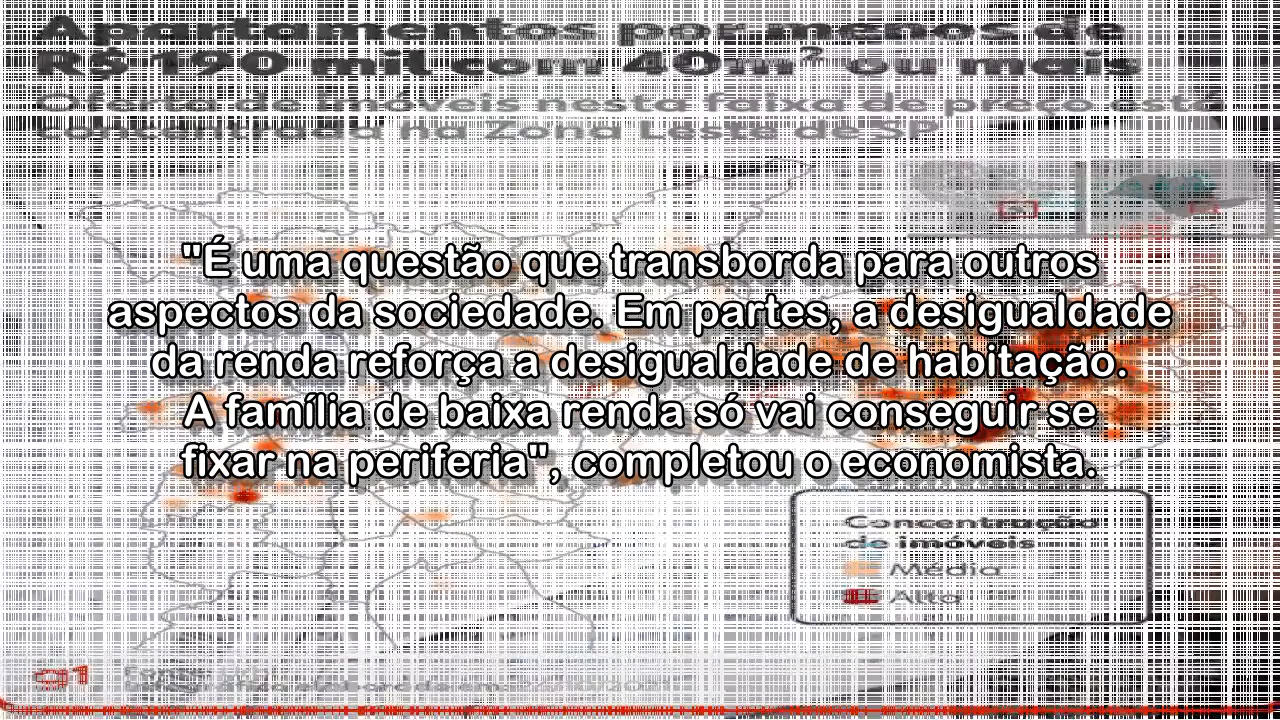 Apartamentos por menos de
R$ 190 mil com 40m² ou mais
Oferta de imóveis nesta faixa de preço está
concentrada na Zona Leste de SP
"É uma questão que transborda para outros
aspectos da sociedade. Em partes, a desigualdade
da renda reforça a desigualdade de habitação.
A família de baixa renda só vai conseguir se
fixar na periferia", completou o economista.
Concentração
de imóveis
Média
Alta
g1